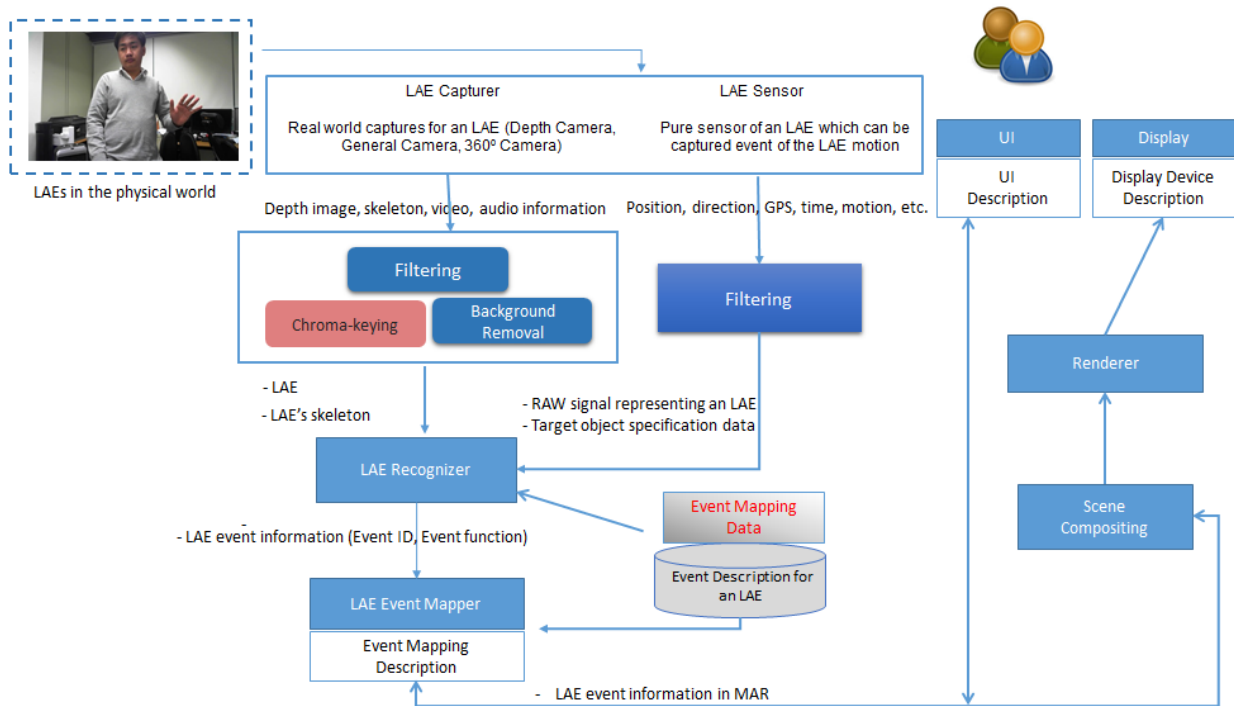 LAEs in the physical world
LAE Capturer
Real world captures for an LAE (Depth Camera,
General Camera, 360º Camera)
LAE Sensor
Pure sensor of an LAE which can be
captured event of the LAE motion
UI
UI
Description
Display
Display Device
Description
Depth image, skeleton, video, audio information
Position, direction, GPS, time, motion, etc.
Filtering
Chroma-keying
Background
Removal
Filtering
Renderer
- LAE
- LAE’s skeleton
- RAW signal representing an LAE
- Target object specification data
LAE Recognizer
Event Mapping
Data
Event Description for
an LAE
Scene
Compositing
-
- LAE event information (Event ID, Event function)
LAE Event Mapper
Event Mapping
Description
- LAE event information in MAR